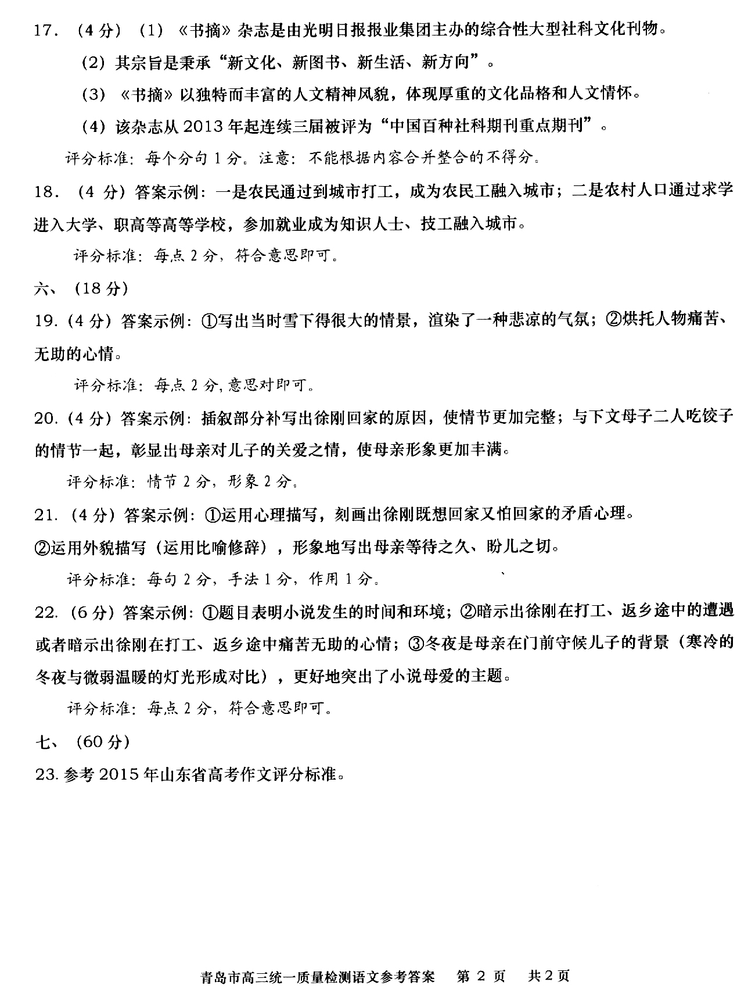 17. （4 分）（1）《书摘》杂志是由光明日报报业集团主办的综合性大型社科文化刊物。
（2）其宗旨是秉承“新文化、新图书、新生活、新方向”。
（3）《书摘》以独特而丰富的人文精神风貌，体现厚重的文化品格和人文情怀。
（4）该杂志从 2013 年起连续三届被评为“中国百种社科期刊重点期刊”。
评分标准：每个分句 1 分。注意：不能根据内容合并整合的不得分。
18. （4 分）答案示例：一是农民通过到城市打工，成为农民工融入城市；二是农村人口通过求学
进入大学、职高等高等学校，参加就业成为知识人士、技工融入城市。
评分标准：每点 2 分，符合意思即可。
六、（18 分）
19.（4 分）答案示例：①写出当时雪下得很大的情景，渲染了一种悲凉的气氛；②烘托人物痛苦、
无助的心情。
评分标准：每点 2 分,意思对即可。
20.（4 分）答案示例：插叙部分补写出徐刚回家的原因，使情节更加完整；与下文母子二人吃饺子
的情节一起，彰显出母亲对儿子的关爱之情，使母亲形象更加丰满。
评分标准：情节 2 分，形象 2 分。
21.（4 分）答案示例：①运用心理描写，刻画出徐刚既想回家又怕回家的矛盾心理。
②运用外貌描写（运用比喻修辞），形象地写出母亲等待之久、盼儿之切。
评分标准：每句 2 分，手法 1 分，作用 1 分。
22.（6 分）答案示例：①题目表明小说发生的时间和环境；②暗示出徐刚在打工、返乡途中的遭遇
或者暗示出徐刚在打工、返乡途中痛苦无助的心情；③冬夜是母亲在门前守候儿子的背景（寒冷的
冬夜与微弱温暖的灯光形成对比），更好地突出了小说母爱的主题。
评分标准：每点 2 分，符合意思即可。
七、（60 分）
23. 参考 2015 年山东省高考作文评分标准。
青岛市高三统一质量检测语文参考答案 第 2 页 共 2 页